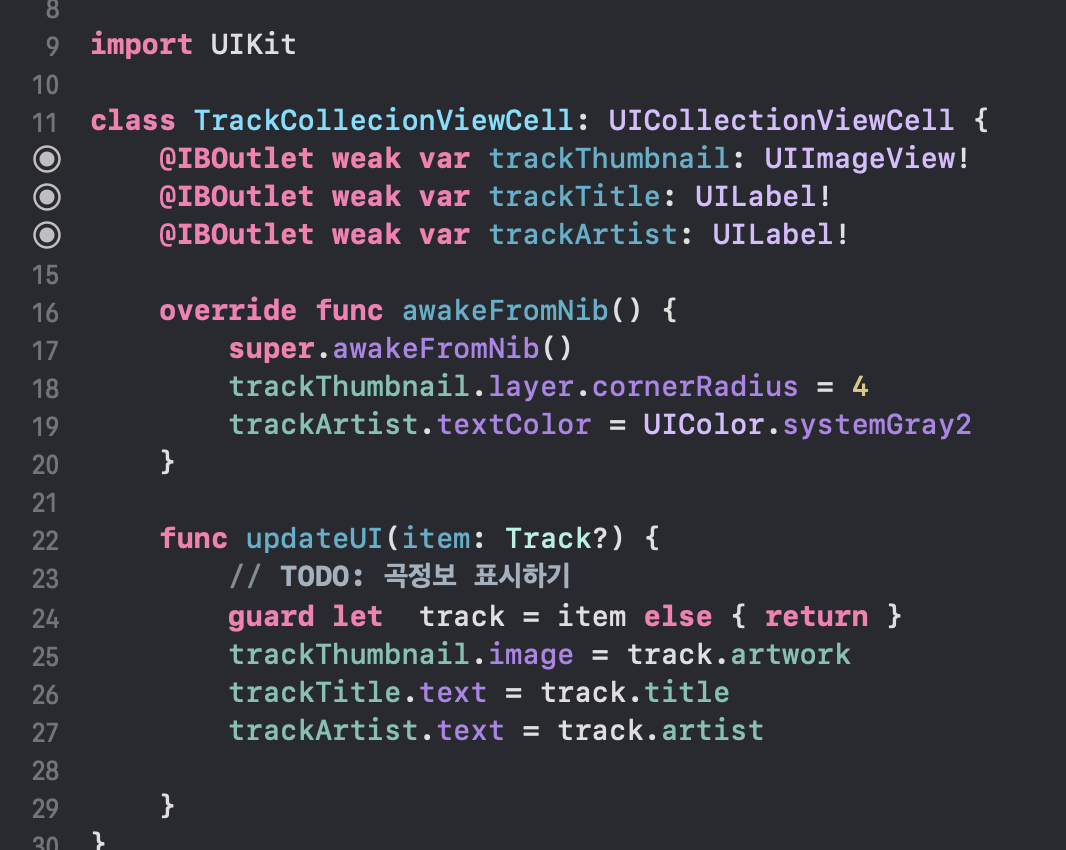 8
9 import UIKit
10
11 class TrackCollecionViewCell: UICollectionViewCell {
@IBOutlet weak var trackThumbnail: UIImageView!
@IBOutlet weak var trackTitle: UILabel!
@IBOutlet weak var trackArtist: UILabel!
15
16 override func awakeFromNib() {
17 super.awakeFromNib()
18 trackThumbnail.layer.cornerRadius = 4
19 trackArtist.textColor = UIColor.systemGray2
20 }
21
22 func updateUI(item: Track?) {
23 // TODO: 곡정보 표시하기
24 guard let  track = item else { return }
25 trackThumbnail.image = track.artwork
26 trackTitle.text = track.title
27 trackArtist.text = track.artist
28
29 }
30 }